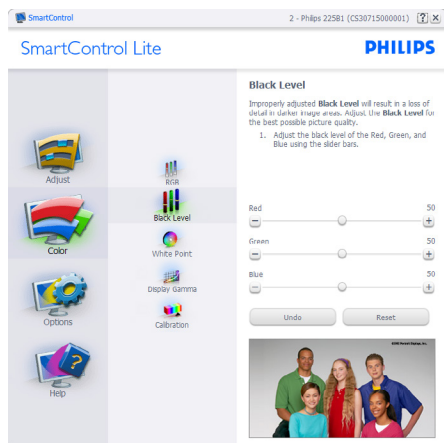 SmartControl
2 - Philips 225B1 (CS30715000001)
SmartControl Lite
PHILIPS
Adjust
Color
Options
Help
RGB
Black Level
White Point
Display Gamma
Calibration
Black Level
Improperly adjusted Black Level will result in a loss of
detail in darker image areas. Adjust the Black Level for
the best possible picture quality.
1. Adjust the black level of the Red, Green, and
Blue using the slider bars.
Red 50
Green 50
Blue 50
Undo Reset